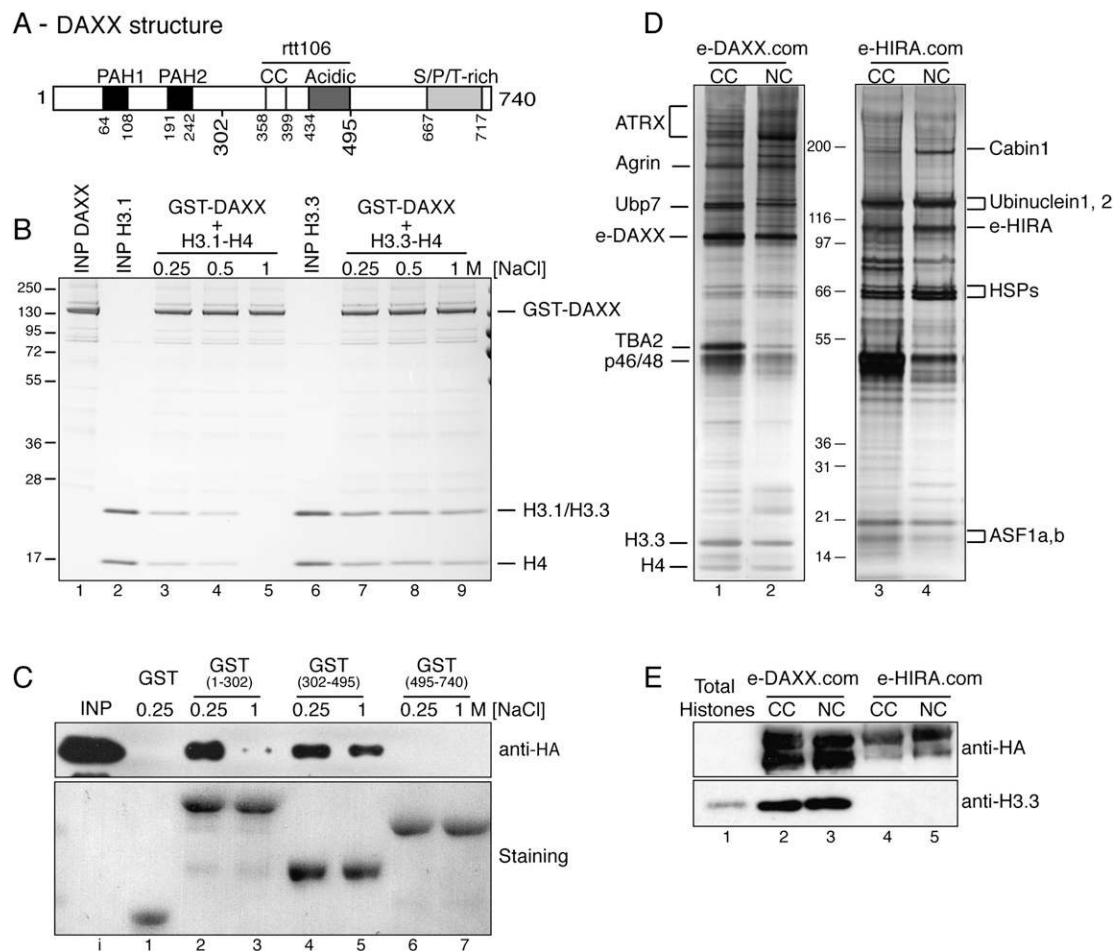 A - DAXX structure
rtt106
PAH1 PAH2 CC Acidic S/P/T-rich
1 740
64 108 191 242 302 358 399 434 495 667 717
B
INP DAXX
INP H3.1
GST-DAXX
+
H3.1-H4
INP H3.3
GST-DAXX
+
H3.3-H4
0.25 0.5 1 0.25 0.5 1 M [NaCl]
250
130
95
72
55
36
28
17
GST-DAXX
H3.1/H3.3
H4
1 2 3 4 5 6 7 8 9
C
GST GST GST GST
(1-302) (302-495) (495-740)
INP 0.25 0.25 1 0.25 1 0.25 1 M [NaCl]
anti-HA
Staining
i 1 2 3 4 5 6 7
D
e-DAXX.com e-HIRA.com
CC NC CC NC
ATRX
Agrin
Ubp7
e-DAXX
TBA2
p46/48
H3.3
H4
200
116
97
66
55
36
31
21
14
Cabin1
Ubinuclein1, 2
e-HIRA
HSPs
ASF1a,b
1 2 3 4
E
Total
Histones
e-DAXX.com e-HIRA.com
CC NC CC NC
anti-HA
anti-H3.3
1 2 3 4 5